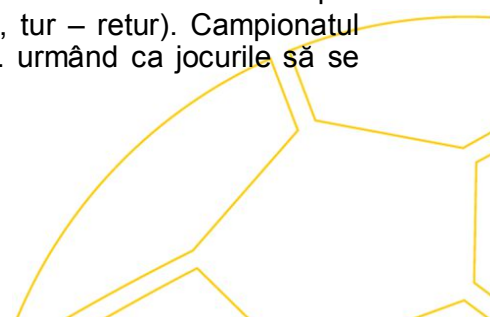 , tur – retur). Campionatul
. urmând ca jocurile să se